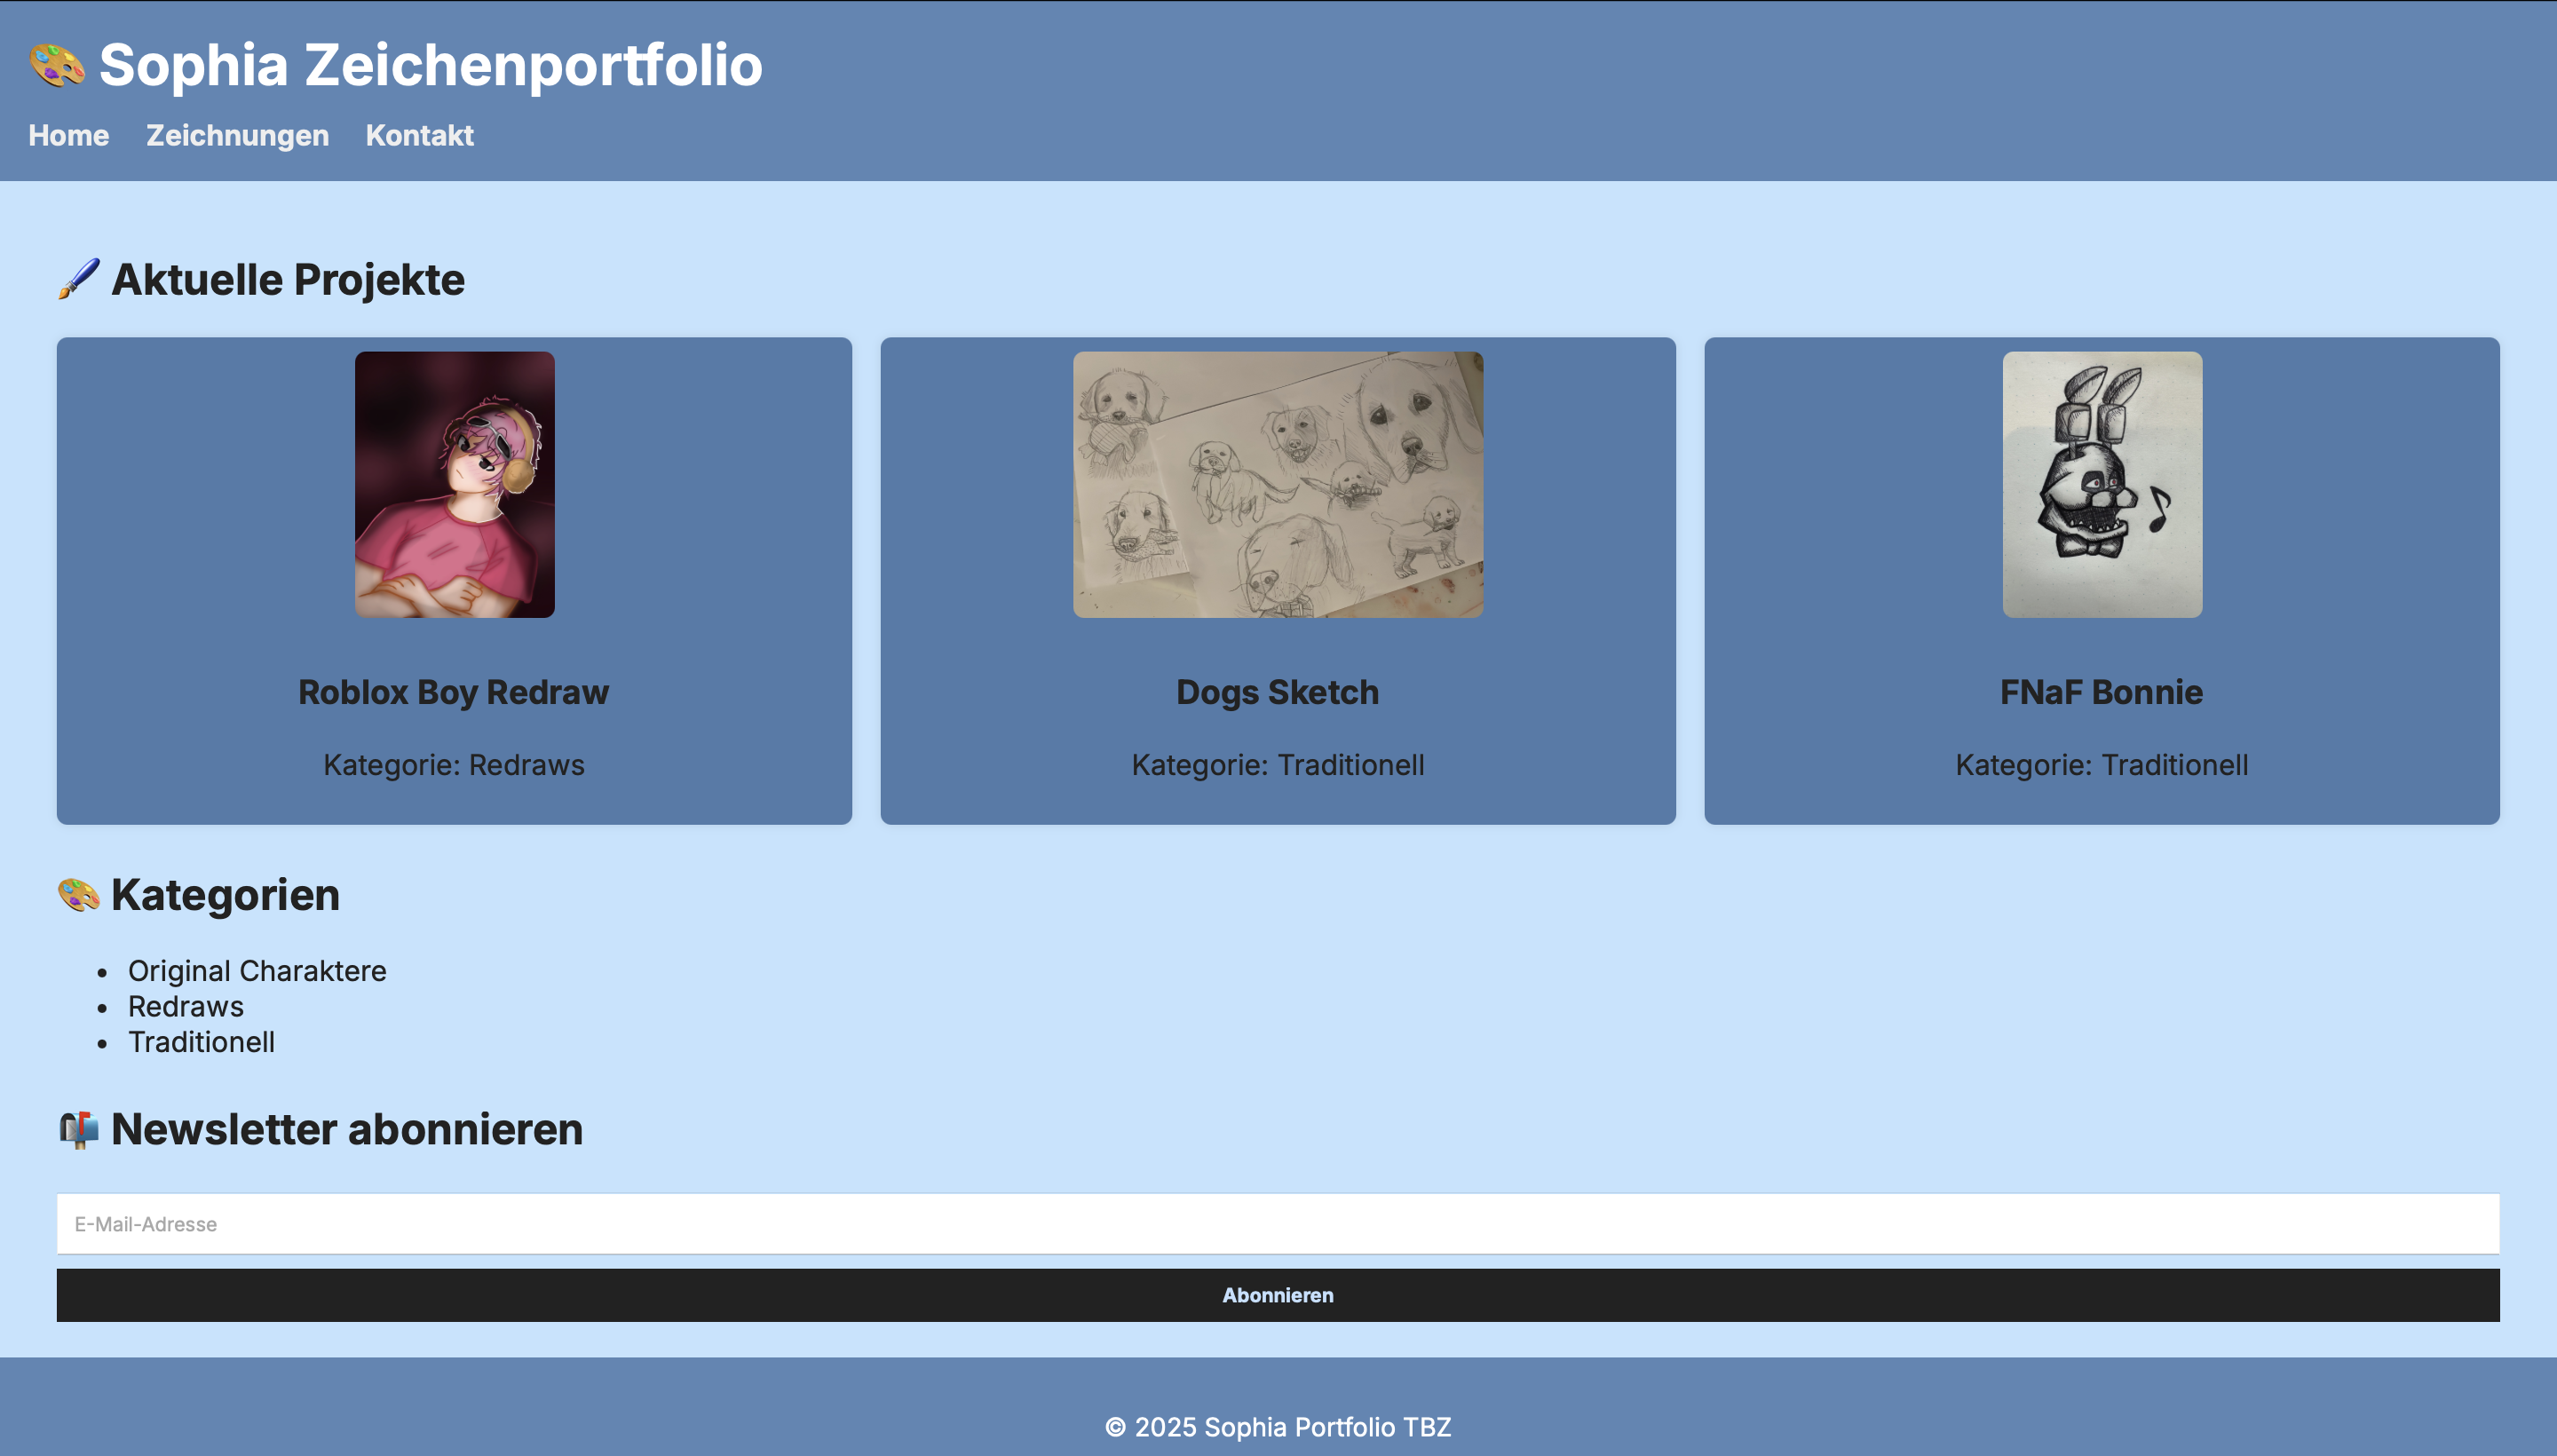 🎨 Sophia Zeichenportfolio
Home Zeichnungen Kontakt
🖌️ Aktuelle Projekte
Roblox Boy Redraw
Kategorie: Redraws
Dogs Sketch
Kategorie: Traditionell
FNaF Bonnie
Kategorie: Traditionell
🎨 Kategorien
• Original Charaktere
• Redraws
• Traditionell
📬 Newsletter abonnieren
E-Mail-Adresse
Abonnieren
© 2025 Sophia Portfolio TBZ